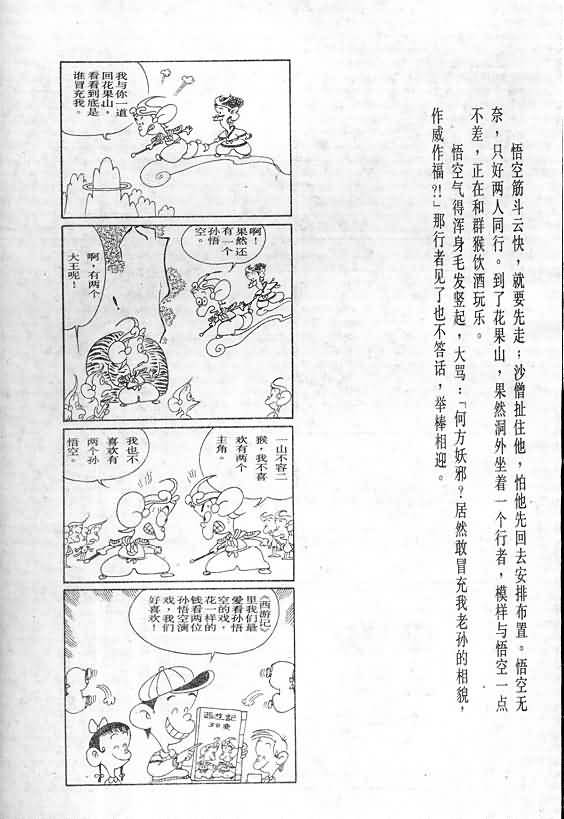 悟空筋斗云快，就要先走；沙僧扯住他，怕他先回去安排布置。悟空无
奈，只好两人同行。到了花果山，果然洞外坐着一个行者，模样与悟空一点
不差，正在和群猴饮酒玩乐。
悟空气得浑身毛发竖起，大骂：「何方妖邪？居然敢冒充我老孙的相貌，
作威作福?!」那行者见了也不答话，举棒相迎。
我与你一道
回花果山，
看看到底是
谁冒充我。
啊！
果然还
有一个
孙悟
空。
啊，有两个
大王呢！
一山不容二
猴，我不喜
欢有两个
主角。
我也不
喜欢有
两个孙
悟空。
《西游记》
里我们最
爱看孙悟
空的戏，
花一样的
钱看两位
孙悟空演
戏，我们
好喜欢！
西遊記